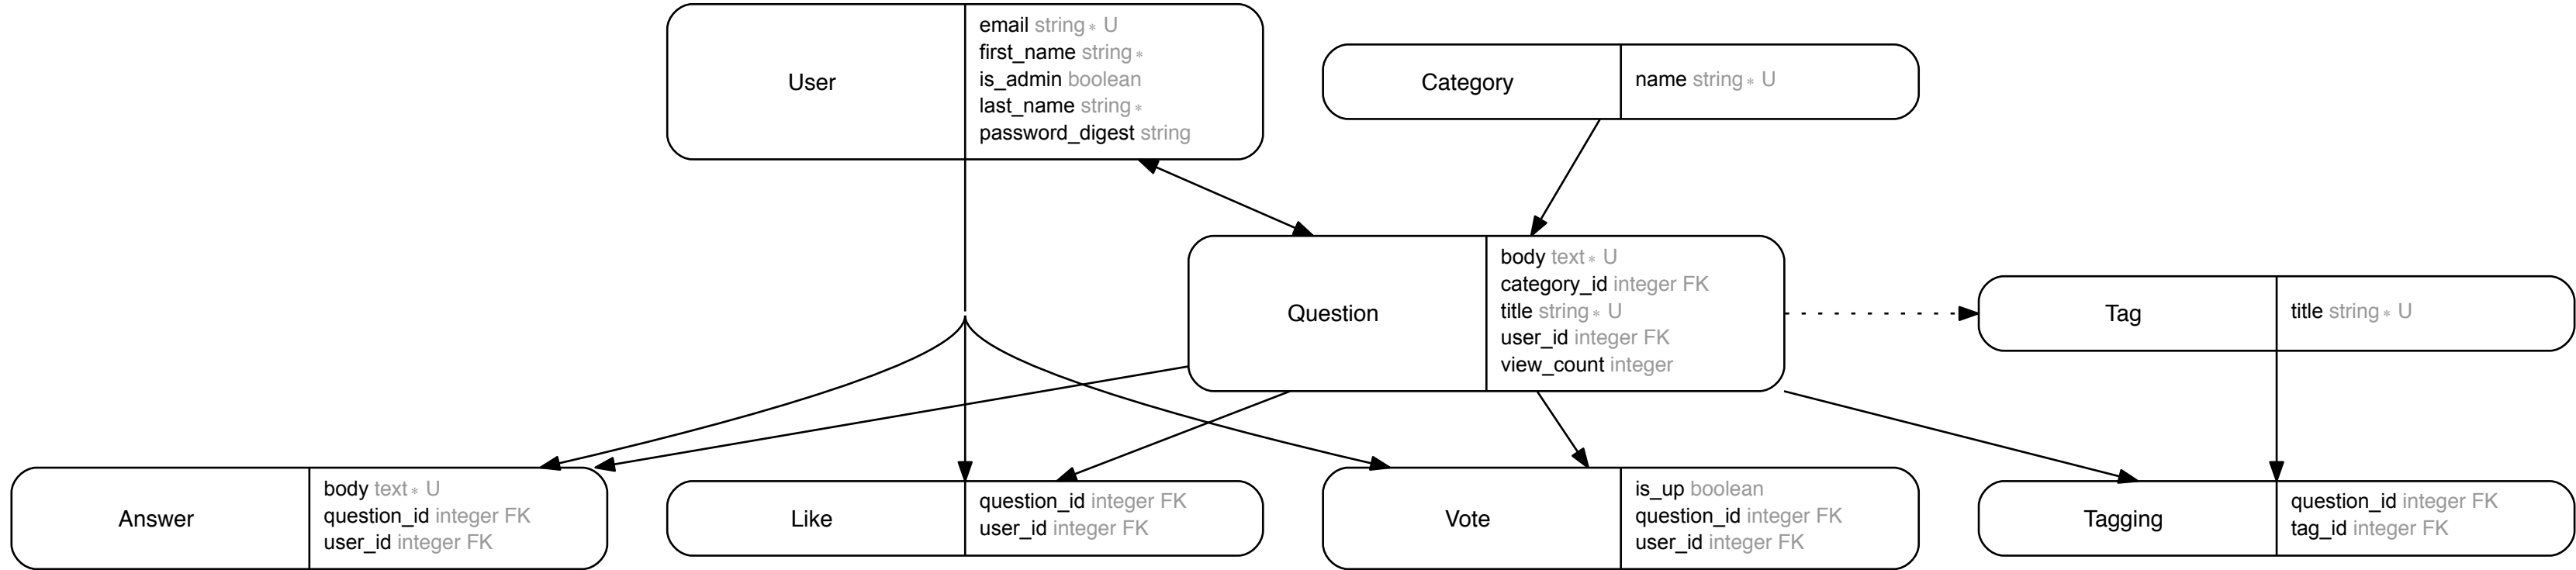 User
email string∗ U
first_name string∗
is_admin boolean
last_name string∗
password_digest string
Category
name string∗ U
Question
body text∗ U
category_id integer FK
title string∗ U
user_id integer FK
view_count integer
Tag
title string∗ U
Answer
body text∗ U
question_id integer FK
user_id integer FK
Like
question_id integer FK
user_id integer FK
Vote
is_up boolean
question_id integer FK
user_id integer FK
Tagging
question_id integer FK
tag_id integer FK